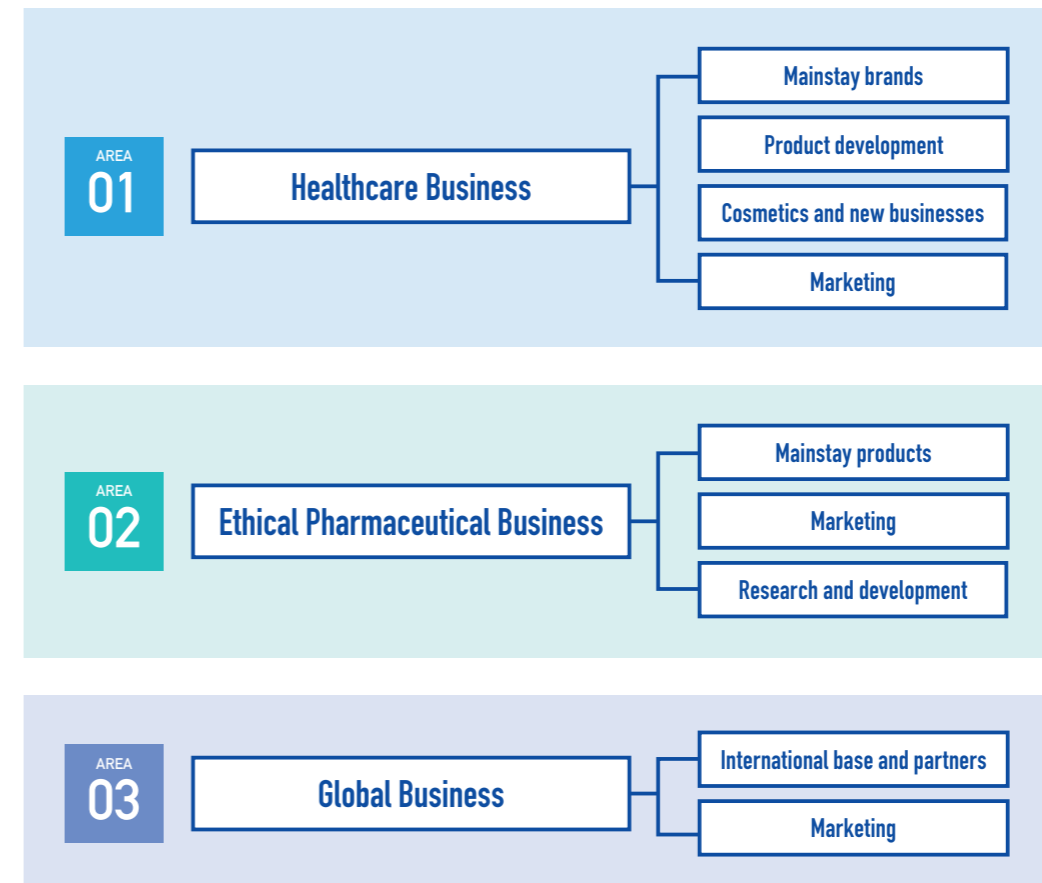 AREA
01
Healthcare Business
Mainstay brands
Product development
Cosmetics and new businesses
Marketing
AREA
02
Ethical Pharmaceutical Business
Mainstay products
Marketing
Research and development
AREA
03
Global Business
International base and partners
Marketing